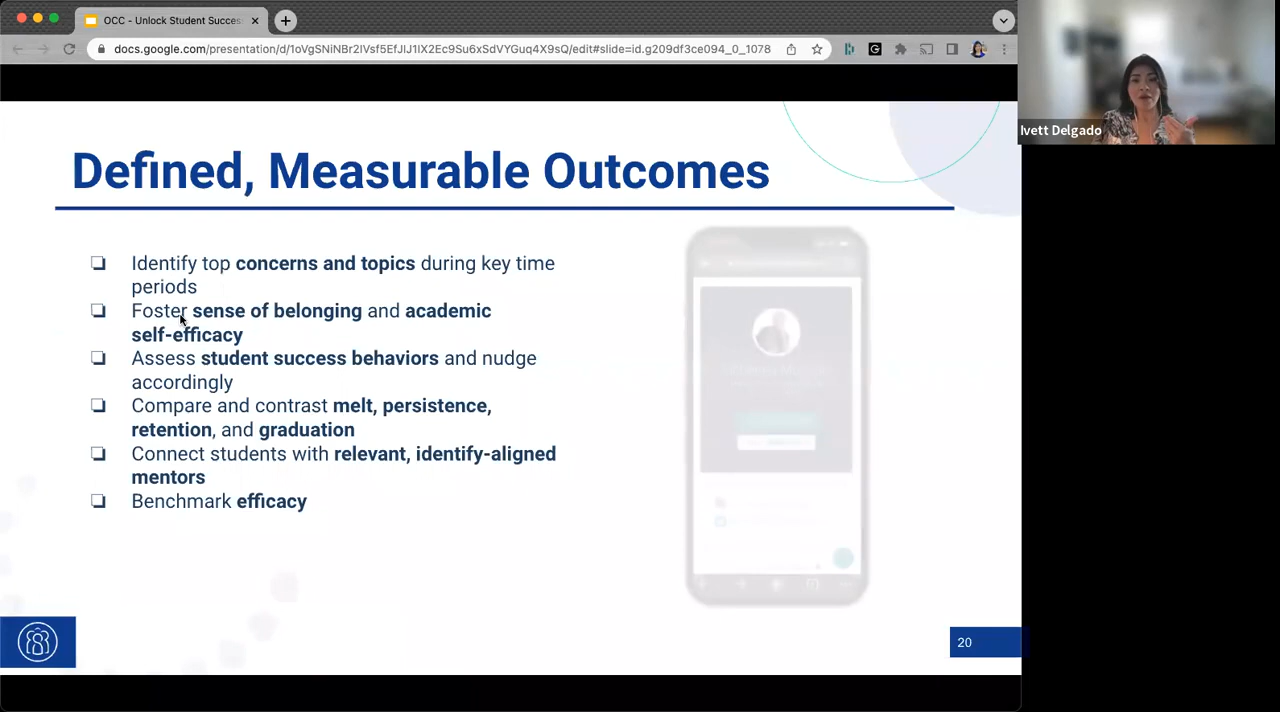 OCC - Unlock Student Succes
docs.google.com/presentation/d/1oVgSNiNBr2IVsf5EfJIJ1IX2Ec9Su6xSdVYGuq4X9sQ/edit#slide=id.g209df3ce094_0_1078
Ivett Delgado
Defined, Measurable Outcomes
Identify top concerns and topics during key time
periods
Foster sense of belonging and academic
self-efficacy
Assess student success behaviors and nudge
accordingly
Compare and contrast melt, persistence,
retention, and graduation
Connect students with relevant, identify-aligned
mentors
Benchmark efficacy
20